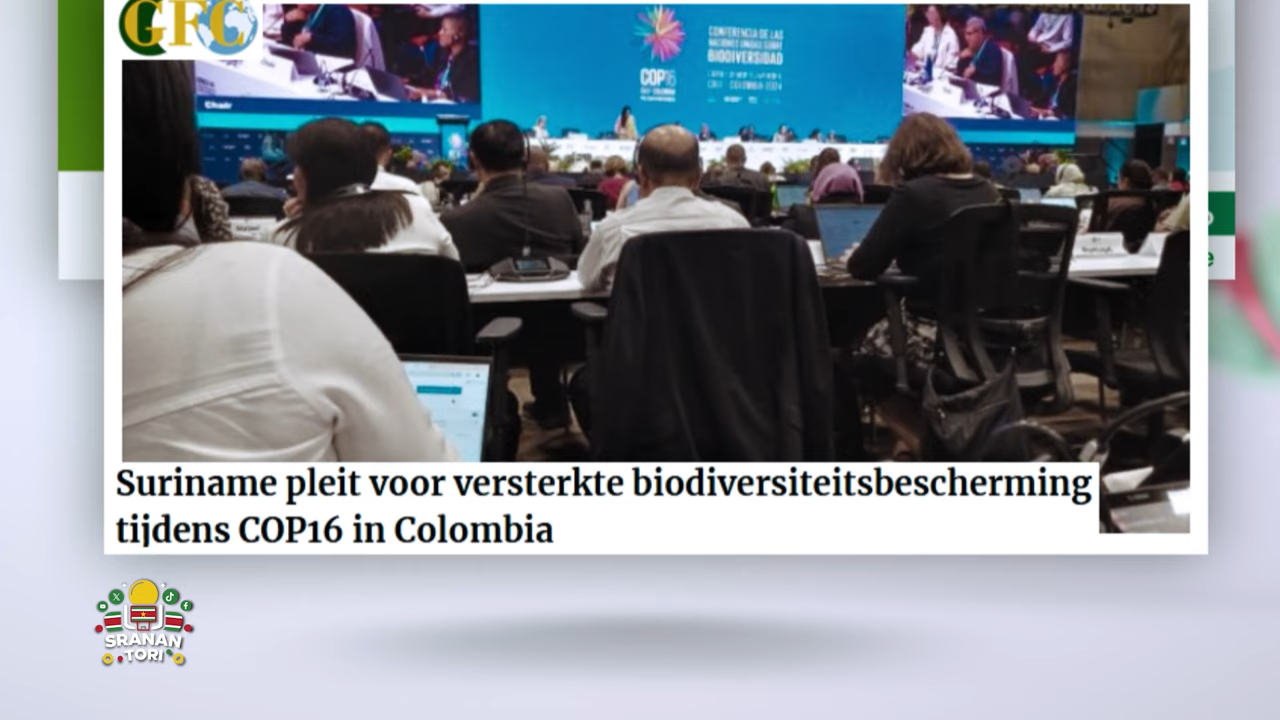 GFC
COP16
CONFERENCIA DE LAS
NACIONES UNIDAS SOBRE
BIODIVERSIDAD
Chair
Suriname pleit voor versterkte biodiversiteitsbescherming
tijdens COP16 in Colombia
SRANAN
TORI